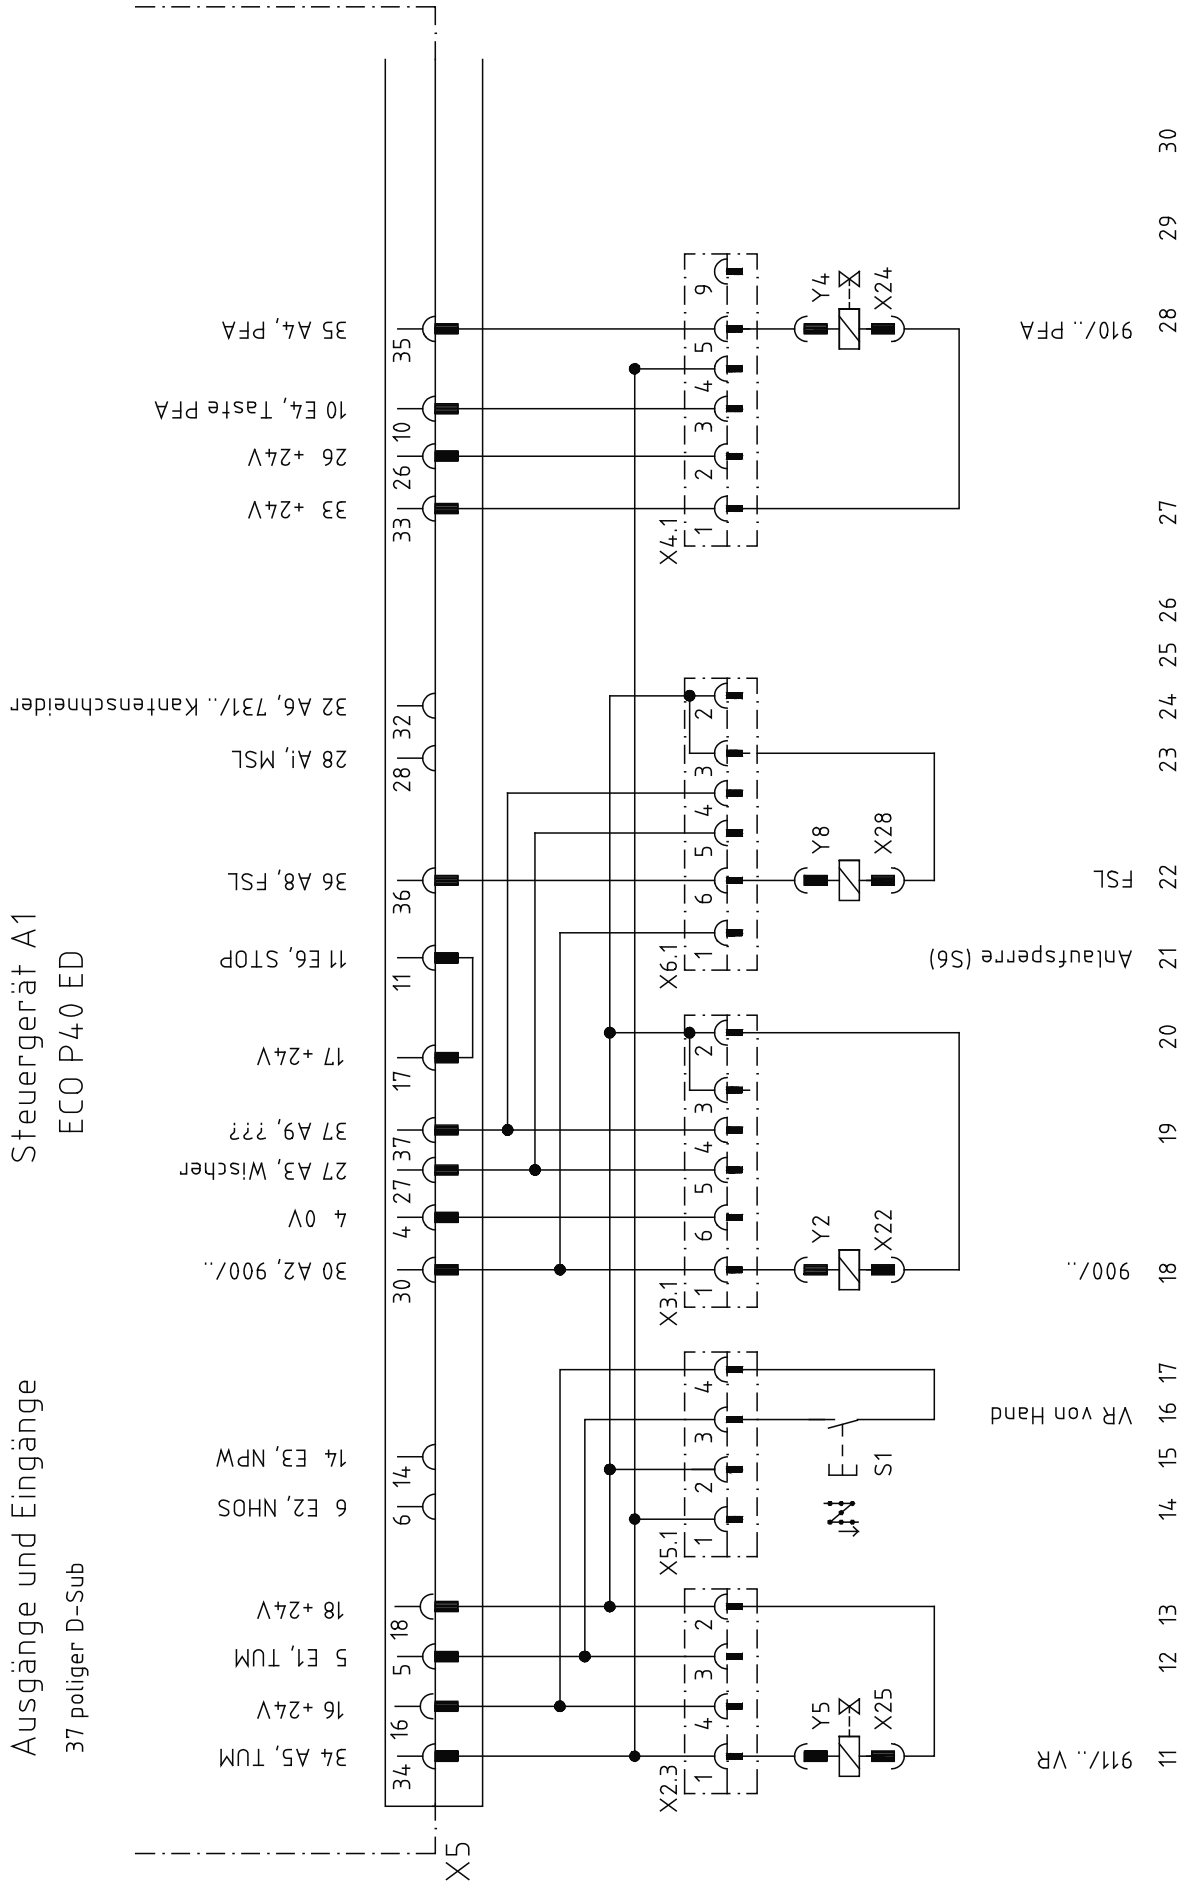 Ausgänge und Eingänge
37 poliger D-Sub
Steuergerät A1
ECO P40 ED
34 A5, TUM
16 +24V
5 E1, TUM
18 +24V
6 E2, NHOS
14 E3, NPW
30 A2, 900/..
4 0V
27 A3, Wischer
37 A9, ???
17 +24V
11 E6, STOP
36 A8, FSL
28 A!, MSL
32 A6, 731/.. Kantenschneider
33 +24V
26 +24V
10 E4, Taste PFA
35 A4, PFA
34
16
5
18
6
14
30
4
27
37
17
11
36
28
32
33
26
10
35
X5
X2.3
1
4
3
2
X5.1
1
2
3
4
X3.1
1
6
5
4
3
2
X6.1
1
6
5
4
3
2
X4.1
1
2
3
4
5
9
Y5
X25
S1
Y2
X22
Y8
X28
Y4
X24
911/.. VR
VR von Hand
900/..
Anlaufsperre (S6)
FSL
910/.. PFA
11
12
13
14
15
16
17
18
19
20
21
22
23
24
25
26
27
28
29
30